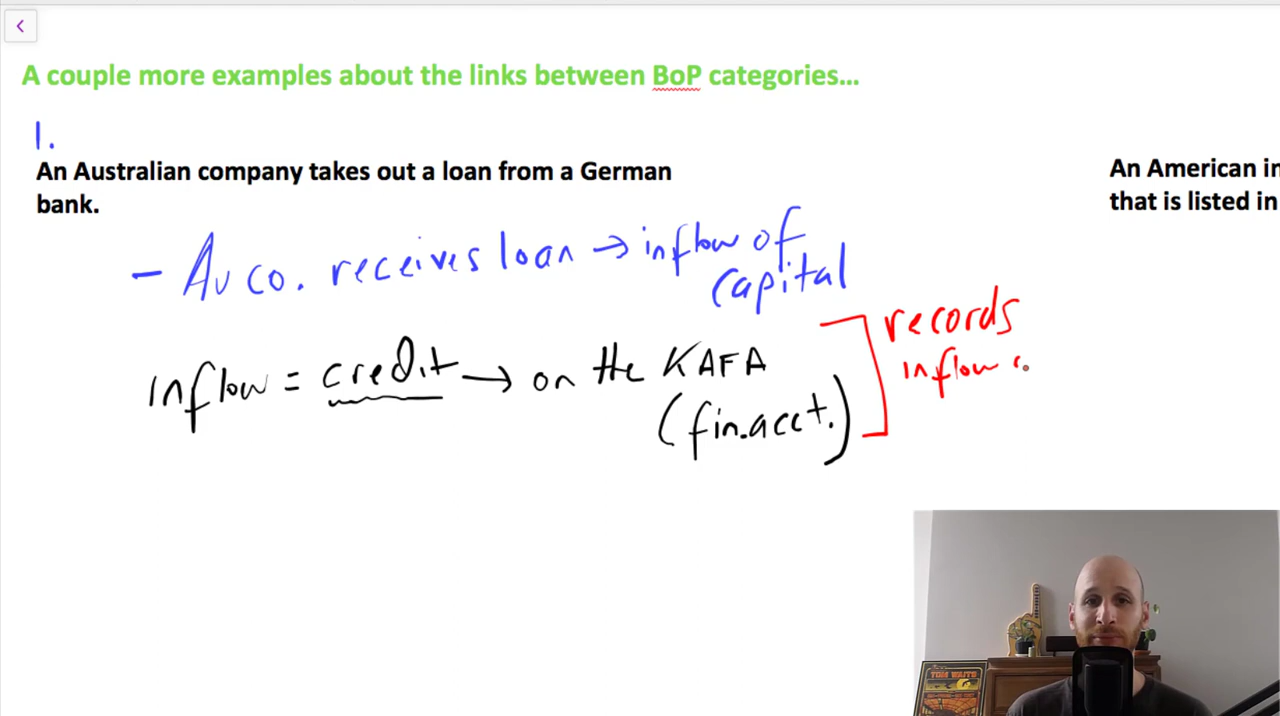 A couple more examples about the links between BoP categories...
1.
An Australian company takes out a loan from a German
bank.
- AU co. receives loan → inflow of
capital
inflow = credit → on the KAFA
(fin.acct.)
records
inflow
An American in
that is listed in
TOM WAITS